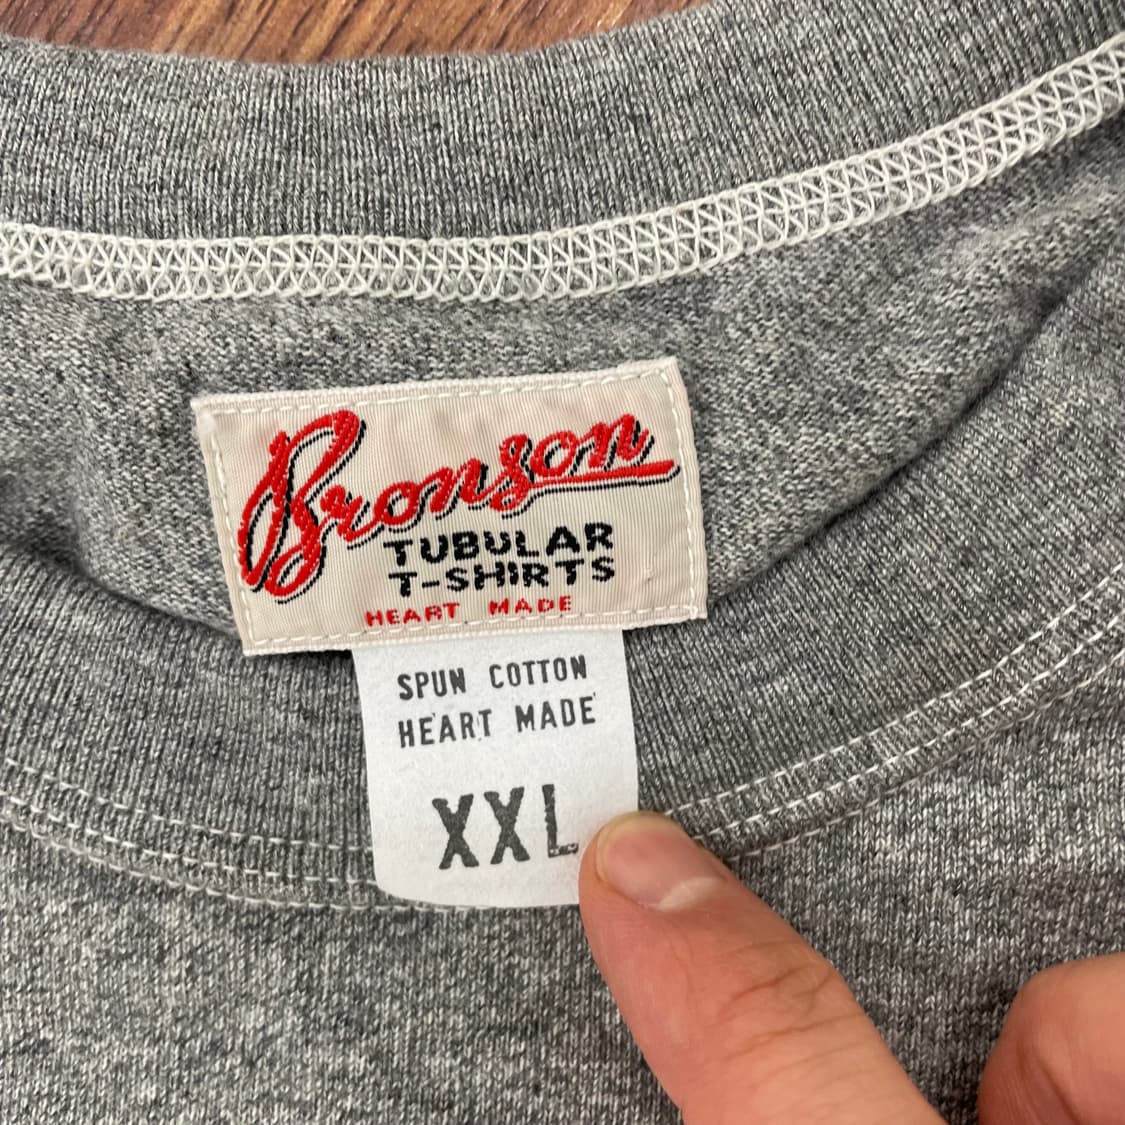 Bronson
TUBULAR
T-SHIRTS
HEART MADE
SPUN COTTON
HEART MADE
XXL